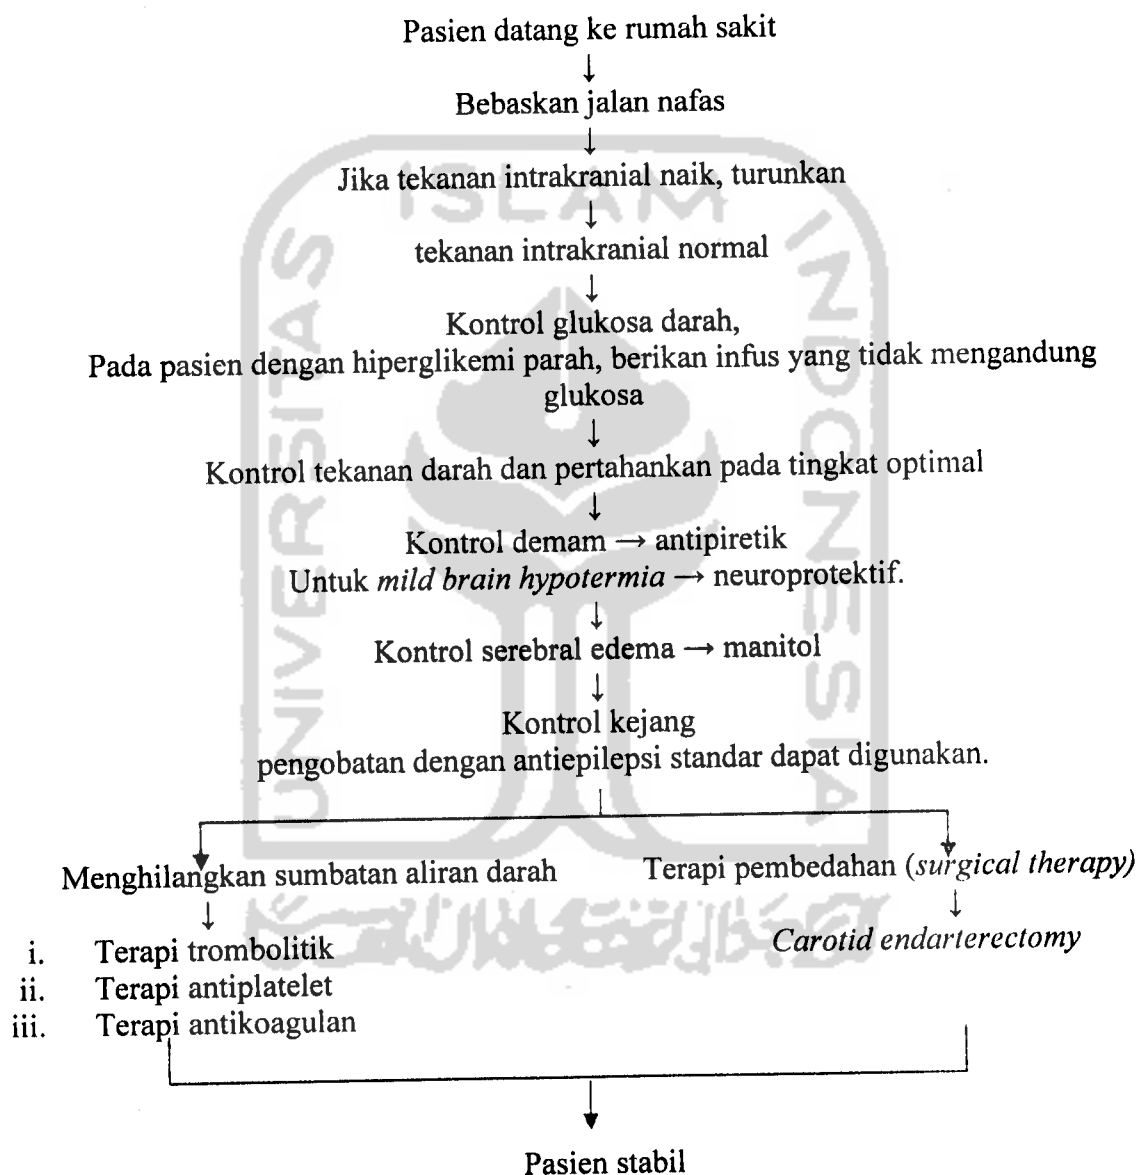 Pasien datang ke rumah sakit
↓
Bebaskan jalan nafas
↓
Jika tekanan intrakranial naik, turunkan
↓
tekanan intrakranial normal
↓
Kontrol glukosa darah,
Pada pasien dengan hiperglikemi parah, berikan infus yang tidak mengandung
glukosa
↓
Kontrol tekanan darah dan pertahankan pada tingkat optimal
↓
Kontrol demam → antipiretik
Untuk mild brain hypotermia → neuroprotektif.
↓
Kontrol serebral edema → manitol
↓
Kontrol kejang
pengobatan dengan antiepilepsi standar dapat digunakan.
Menghilangkan sumbatan aliran darah
↓
i. Terapi trombolitik
ii. Terapi antiplatelet
iii. Terapi antikoagulan
Terapi pembedahan (surgical therapy)
↓
Carotid endarterectomy
Pasien stabil
UNIVERSITAS
ISLAM
INDONESIA